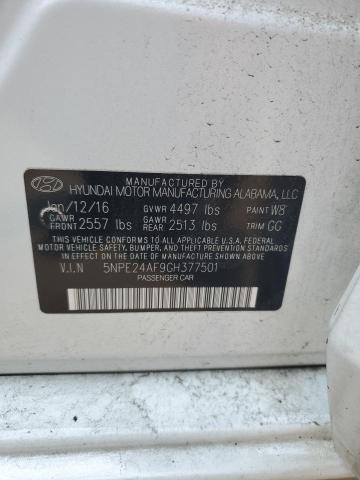 MANUFACTURED BY
HYUNDAI MOTOR MANUFACTURING ALABAMA, LLC
Jan/12/16 GVWR 4497 lbs PAINT W8
GAWR FRONT 2557 lbs GAWR REAR 2513 lbs TRIM GG
THIS VEHICLE CONFORMS TO ALL APPLICABLE U.S.A. FEDERAL
MOTOR VEHICLE SAFETY, BUMPER, AND THEFT PREVENTION STANDARDS
IN EFFECT ON THE DATE OF MANUFACTURE SHOWN ABOVE.
V.I.N 5NPE24AF9GH377501
PASSENGER CAR